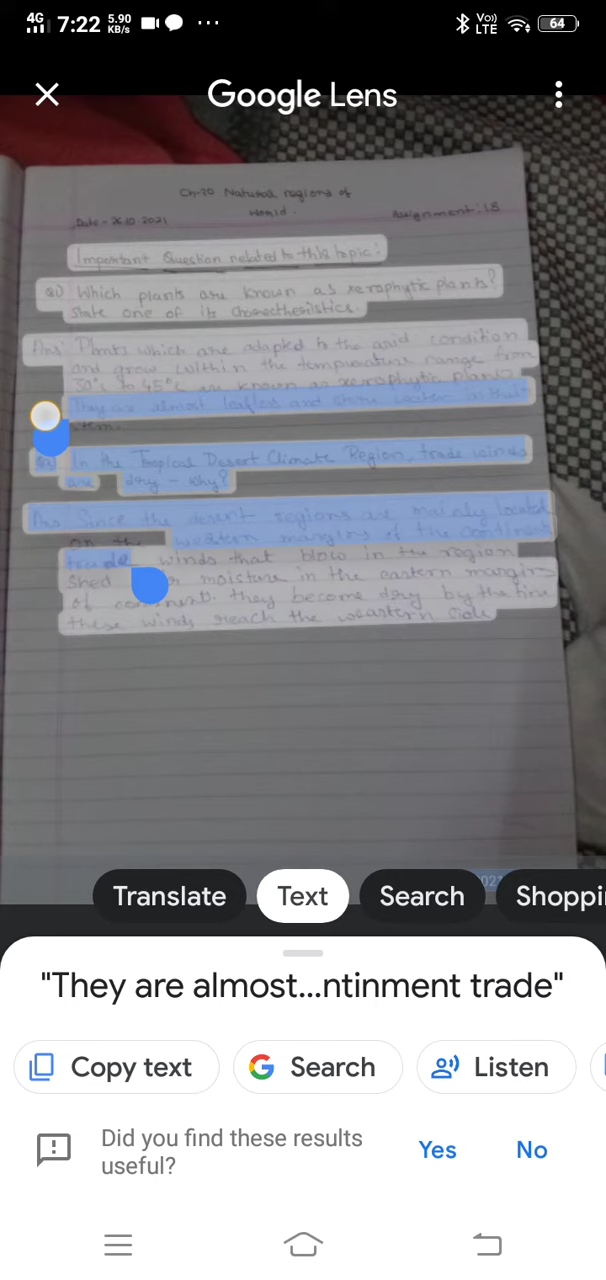 4G 7:22 5.90 KB/s ... Vo)) LTE 64
Google Lens
Ch-20 Natural regions of
World.
Date - 26.10.2021 Assignment: 15
Important Question related to this topic:
Q1) Which plants are known as xerophytic plants?
State one of its
Ans Plants which are adapted to the arid condition
and grow within the temperature range from
30°c to 45°c are known as xerophytic plants
They are almost leafless and store water in their
stem.
In the Tropical Desert Climate Region, trade winds
are dry - Why?
Ans Since the desert regions are mainly located
on the western margins of the
trade winds that blow in the region
shed moisture in the eastern margins
of they become dry by the time
these winds reach the side
Translate Text Search Shoppi
"They are almost...ntinment trade"
Copy text Search Listen
Did you find these results
useful? Yes No